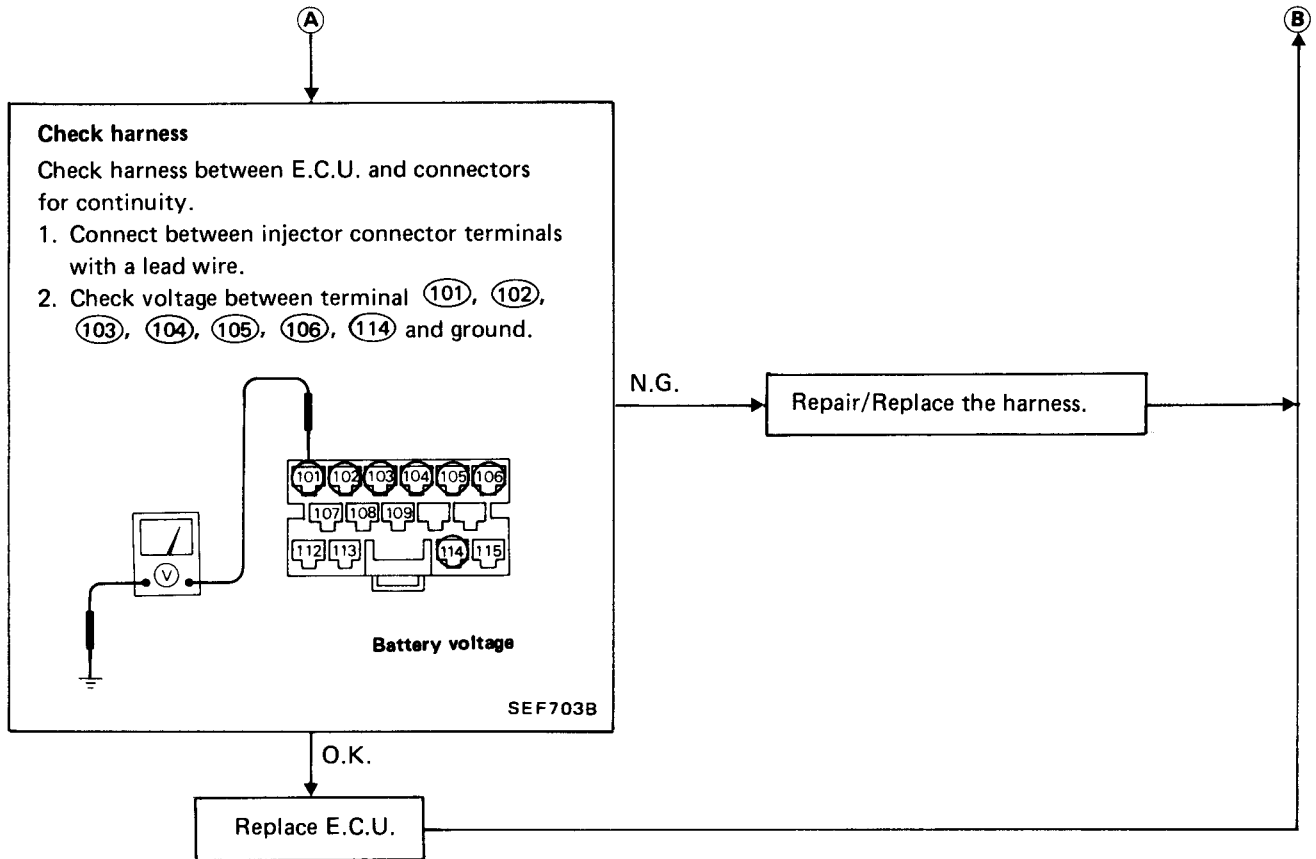 A
B
Check harness
Check harness between E.C.U. and connectors
for continuity.
1. Connect between injector connector terminals
with a lead wire.
2. Check voltage between terminal 101, 102,
103, 104, 105, 106, 114 and ground.
N.G.
Repair/Replace the harness.
101 102 103 104 105 106
107 108 109
112 113 114 115
V
Battery voltage
SEF703B
O.K.
Replace E.C.U.